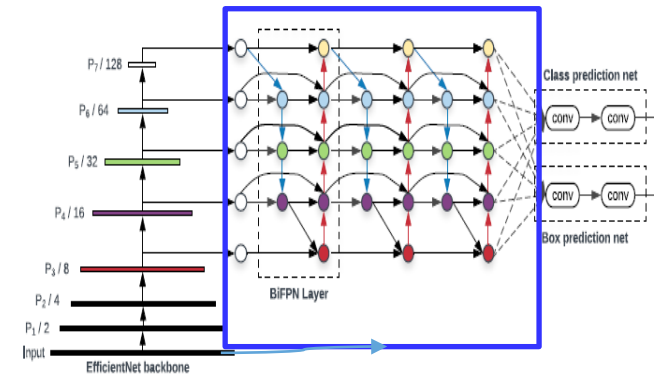 P7 / 128
P6 / 64
P5 / 32
P4 / 16
P3 / 8
P2 / 4
P1 / 2
Input
EfficientNet backbone
BiFPN Layer
Class prediction net
conv conv
conv conv
Box prediction net